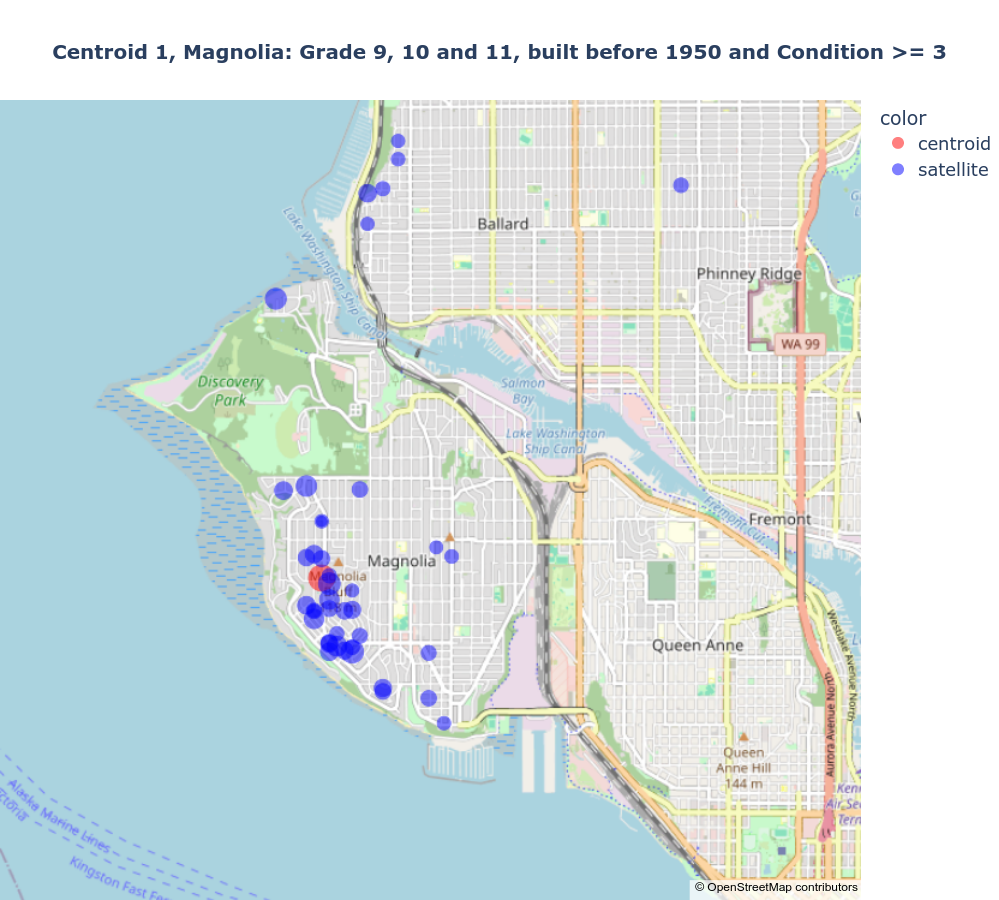 Centroid 1, Magnolia: Grade 9, 10 and 11, built before 1950 and Condition >= 3
color
centroid
satellite
Lake Washington Ship Canal
Ballard
Phinney Ridge
WA 99
Discovery
Park
Salmon
Bay
Lake Washington
Ship Canal
Fremont
Magnolia
Queen Anne
Westlake Avenue North
Aurora Avenue North
Queen
Anne Hill
144 m
Alaska Marine Lines
Kingston Fast
© OpenStreetMap contributors